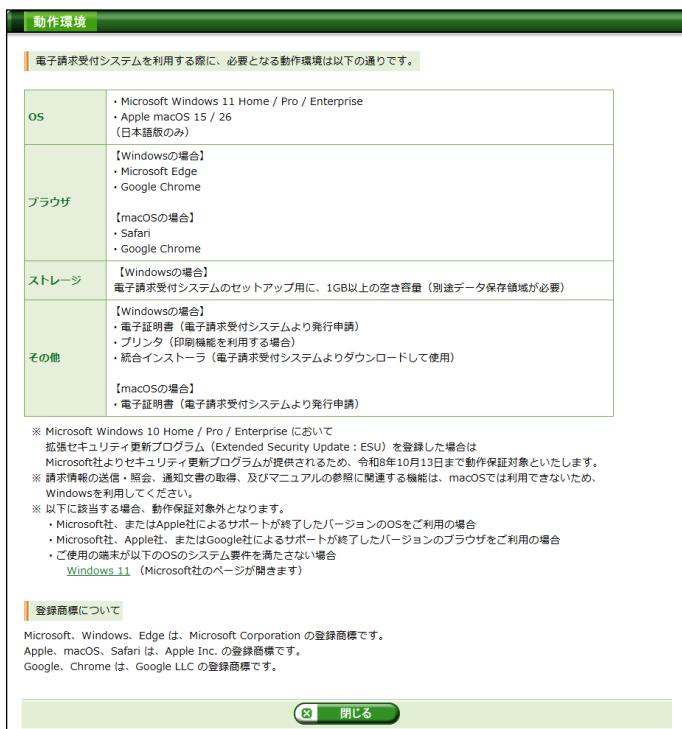 動作環境
電子請求受付システムを利用する際に、必要となる動作環境は以下の通りです。
OS
・Microsoft Windows 11 Home / Pro / Enterprise
・Apple macOS 15 / 26
（日本語版のみ）
ブラウザ
【Windowsの場合】
・Microsoft Edge
・Google Chrome
【macOSの場合】
・Safari
・Google Chrome
ストレージ
【Windowsの場合】
電子請求受付システムのセットアップ用に、1GB以上の空き容量（別途データ保存領域が必要）
その他
【Windowsの場合】
・電子証明書（電子請求受付システムより発行申請）
・プリンタ（印刷機能を利用する場合）
・統合インストーラ（電子請求受付システムよりダウンロードして使用）
【macOSの場合】
・電子証明書（電子請求受付システムより発行申請）
※ Microsoft Windows 10 Home / Pro / Enterprise において
拡張セキュリティ更新プログラム（Extended Security Update：ESU）を登録した場合は
Microsoft社よりセキュリティ更新プログラムが提供されるため、令和8年10月13日まで動作保証対象といたします。
※ 請求情報の送信・照会、通知文書の取得、及びマニュアルの参照に関連する機能は、macOSでは利用できないため、
Windowsを利用してください。
※ 以下に該当する場合、動作保証対象外となります。
・Microsoft社、またはApple社によるサポートが終了したバージョンのOSをご利用の場合
・Microsoft社、Apple社、またはGoogle社によるサポートが終了したバージョンのブラウザをご利用の場合
・ご使用の端末が以下のOSのシステム要件を満たさない場合
Windows 11 （Microsoft社のページが開きます）
登録商標について
Microsoft、Windows、Edge は、Microsoft Corporation の登録商標です。
Apple、macOS、Safari は、Apple Inc. の登録商標です。
Google、Chrome は、Google LLC の登録商標です。
閉じる